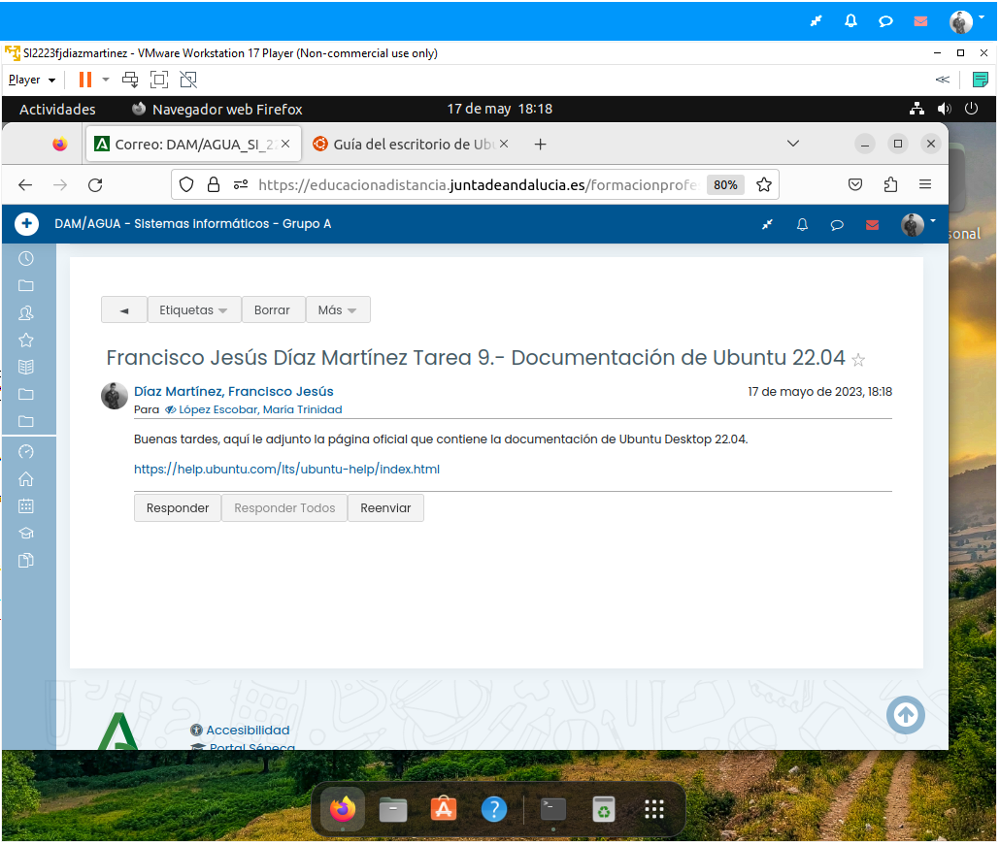 SI2223fjdiazmartinez - VMware Workstation 17 Player (Non-commercial use only)
Player
Actividades
Navegador web Firefox
17 de may 18:18
Correo: DAM/AGUA_SI_2
Guía del escritorio de Ub
https://educacionadistancia.juntadeandalucia.es/formacionprofe
80%
DAM/AGUA - Sistemas Informáticos - Grupo A
sonal
Etiquetas
Borrar
Más
Francisco Jesús Díaz Martínez Tarea 9.- Documentación de Ubuntu 22.04
Díaz Martínez, Francisco Jesús
17 de mayo de 2023, 18:18
Para López Escobar, María Trinidad
Buenas tardes, aquí le adjunto la página oficial que contiene la documentación de Ubuntu Desktop 22.04.
https://help.ubuntu.com/lts/ubuntu-help/index.html
Responder
Responder Todos
Reenviar
Accesibilidad
Portal Séneca